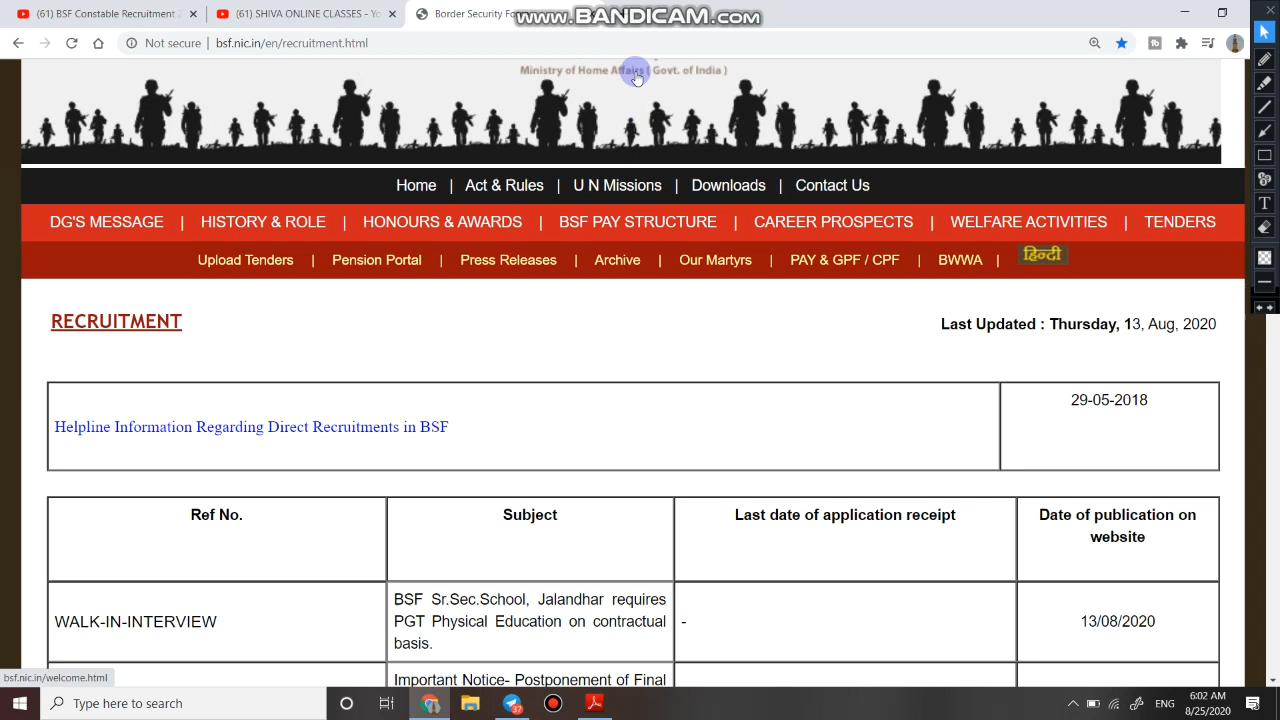 (61) BSF Constable Recruitment 2
(61) SHIVA ONLINE CLASSES - Yo
Border Security Fo
www.BANDICAM.com
Not secure | bsf.nic.in/en/recruitment.html
Ministry of Home Affairs ( Govt. of India )
Home | Act & Rules | U N Missions | Downloads | Contact Us
DG'S MESSAGE | HISTORY & ROLE | HONOURS & AWARDS | BSF PAY STRUCTURE | CAREER PROSPECTS | WELFARE ACTIVITIES | TENDERS
Upload Tenders | Pension Portal | Press Releases | Archive | Our Martyrs | PAY & GPF / CPF | BWWA | हिन्दी
RECRUITMENT
Last Updated : Thursday, 13, Aug, 2020
29-05-2018
Helpline Information Regarding Direct Recruitments in BSF
Ref No. Subject Last date of application receipt Date of publication on
website
BSF Sr.Sec.School, Jalandhar requires
WALK-IN-INTERVIEW PGT Physical Education on contractual - 13/08/2020
basis.
Important Notice- Postponement of Final
bsf.nic.in/welcome.html
Type here to search
37
ENG
6:02 AM
8/25/2020